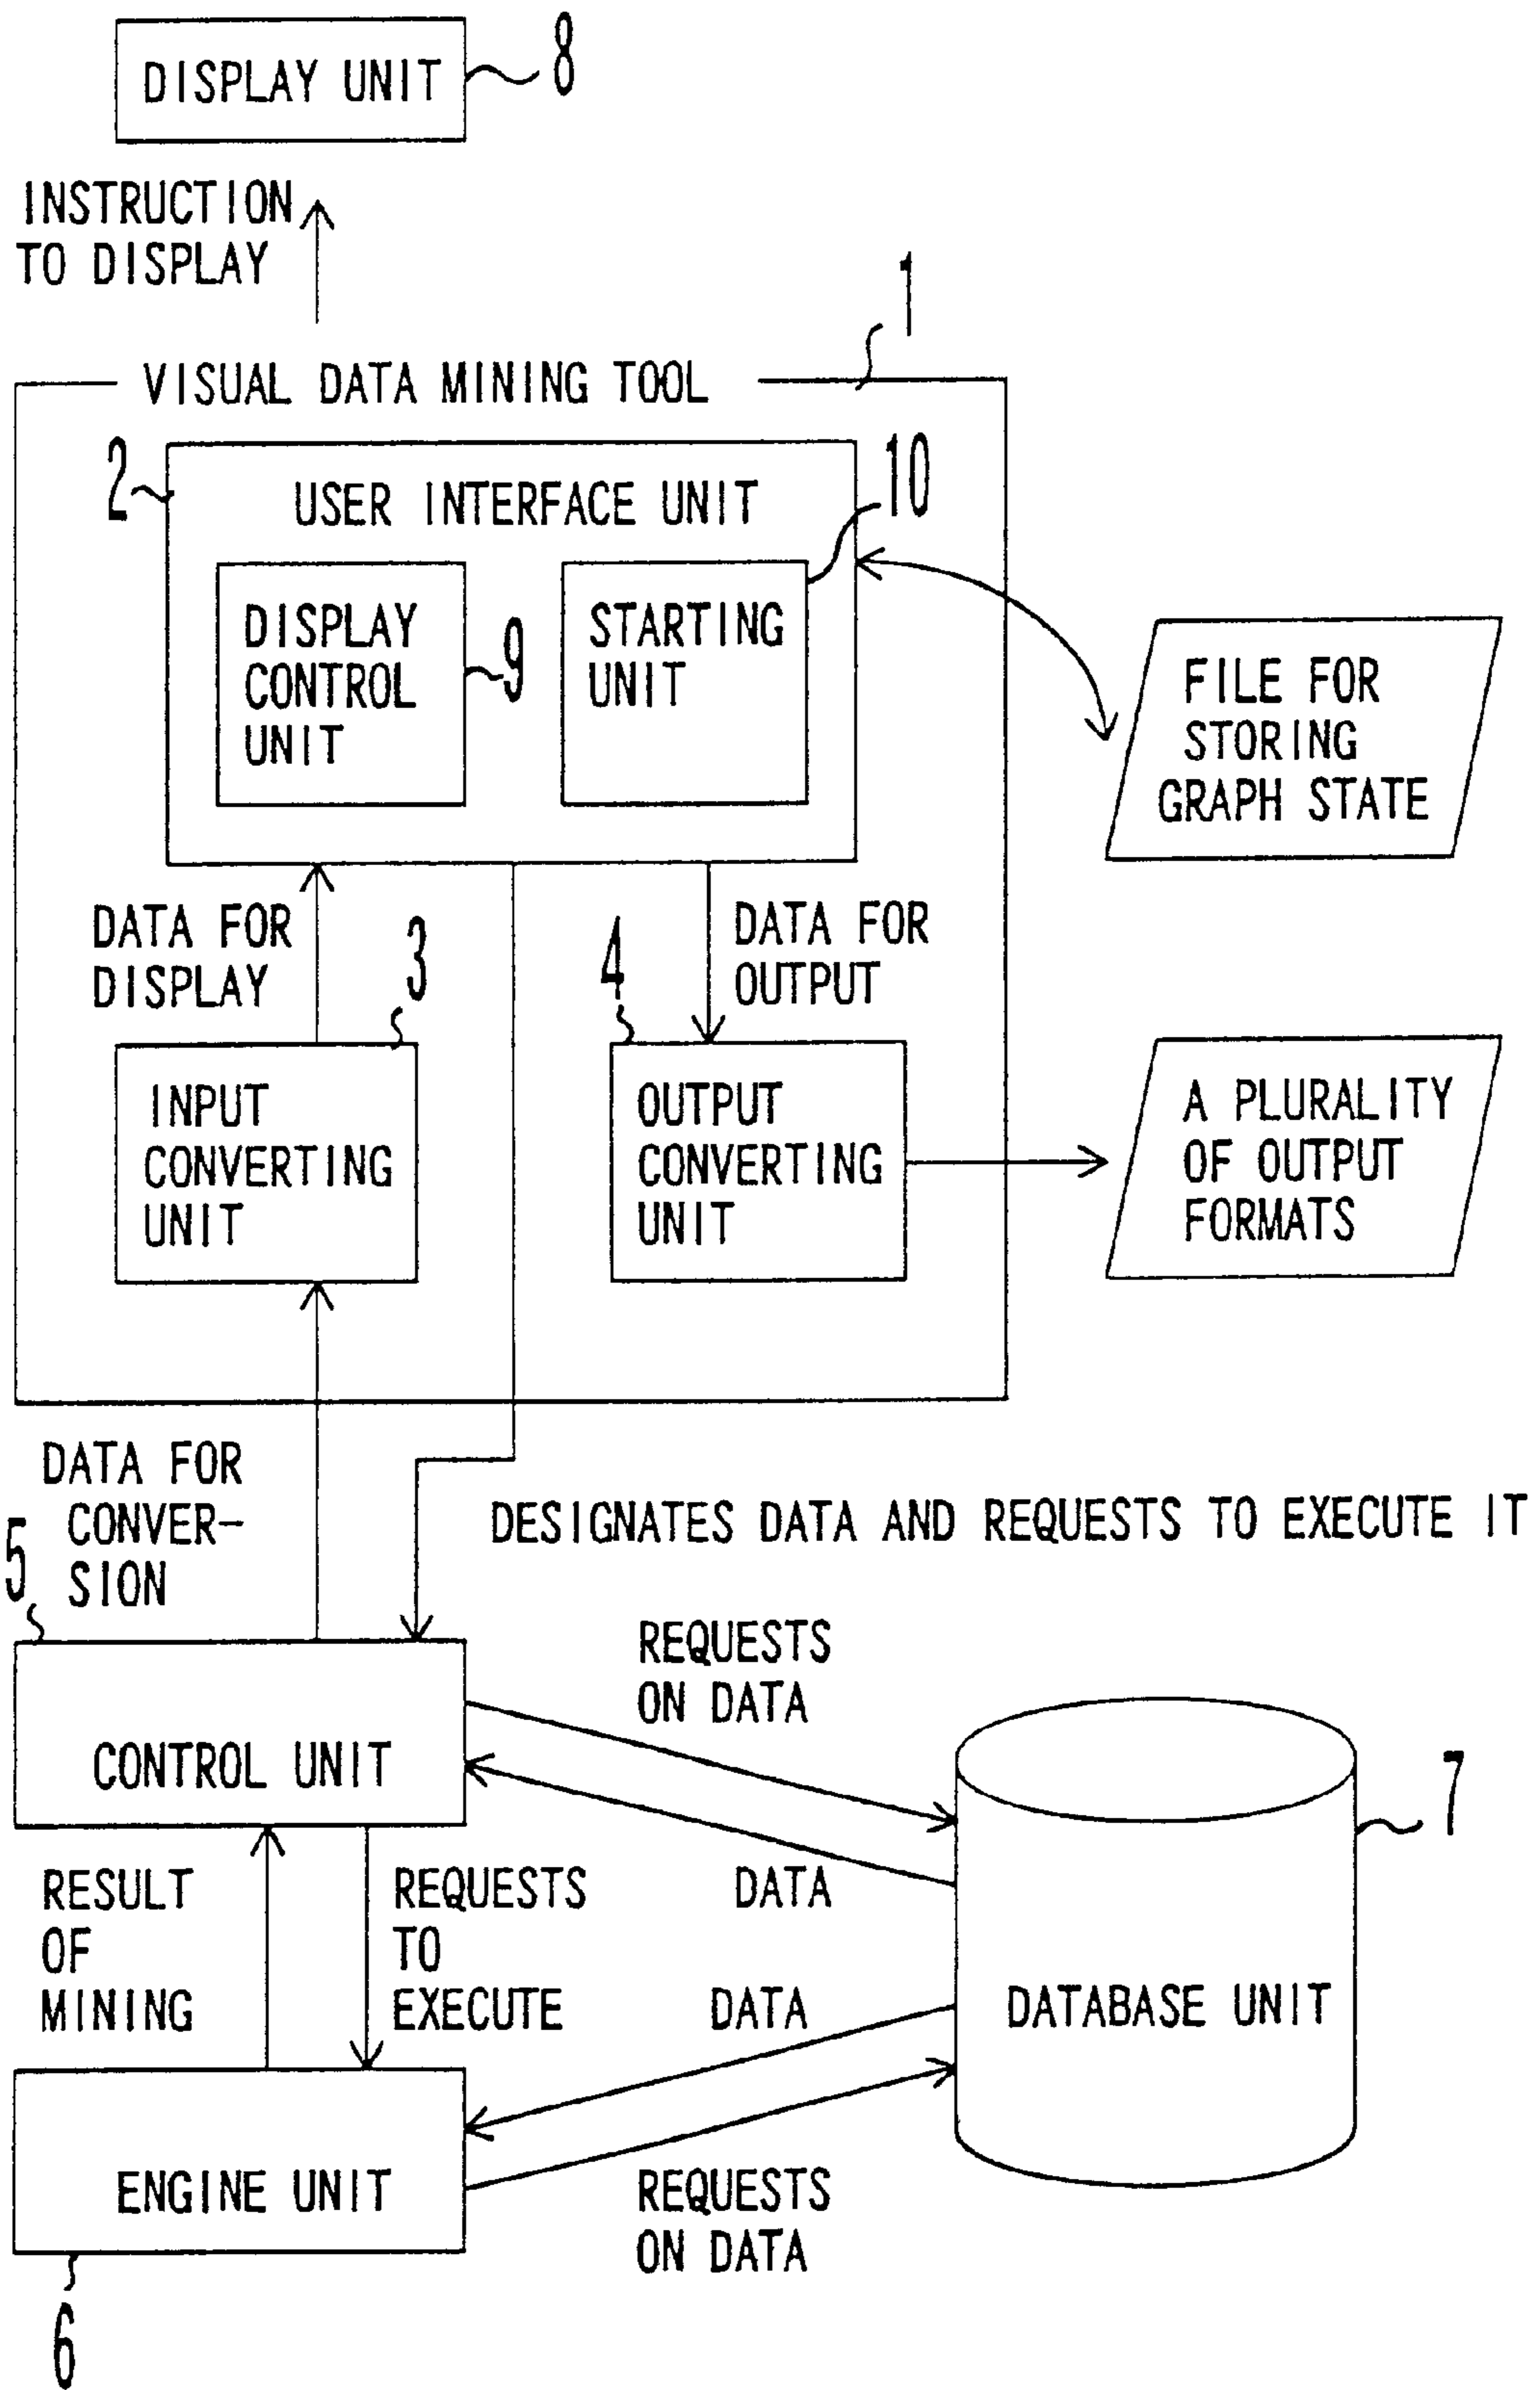 DISPLAY UNIT
8
INSTRUCTION
TO DISPLAY
1
VISUAL DATA MINING TOOL
2
10
USER INTERFACE UNIT
DISPLAY
CONTROL
UNIT
9
STARTING
UNIT
FILE FOR
STORING
GRAPH STATE
DATA FOR
DISPLAY
3
4
DATA FOR
OUTPUT
INPUT
CONVERTING
UNIT
OUTPUT
CONVERTING
UNIT
A PLURALITY
OF OUTPUT
FORMATS
DATA FOR
CONVER-
SION
5
DESIGNATES DATA AND REQUESTS TO EXECUTE IT
REQUESTS
ON DATA
CONTROL UNIT
7
RESULT
OF
MINING
REQUESTS
TO
EXECUTE
DATA
DATA
DATABASE UNIT
ENGINE UNIT
REQUESTS
ON DATA
6